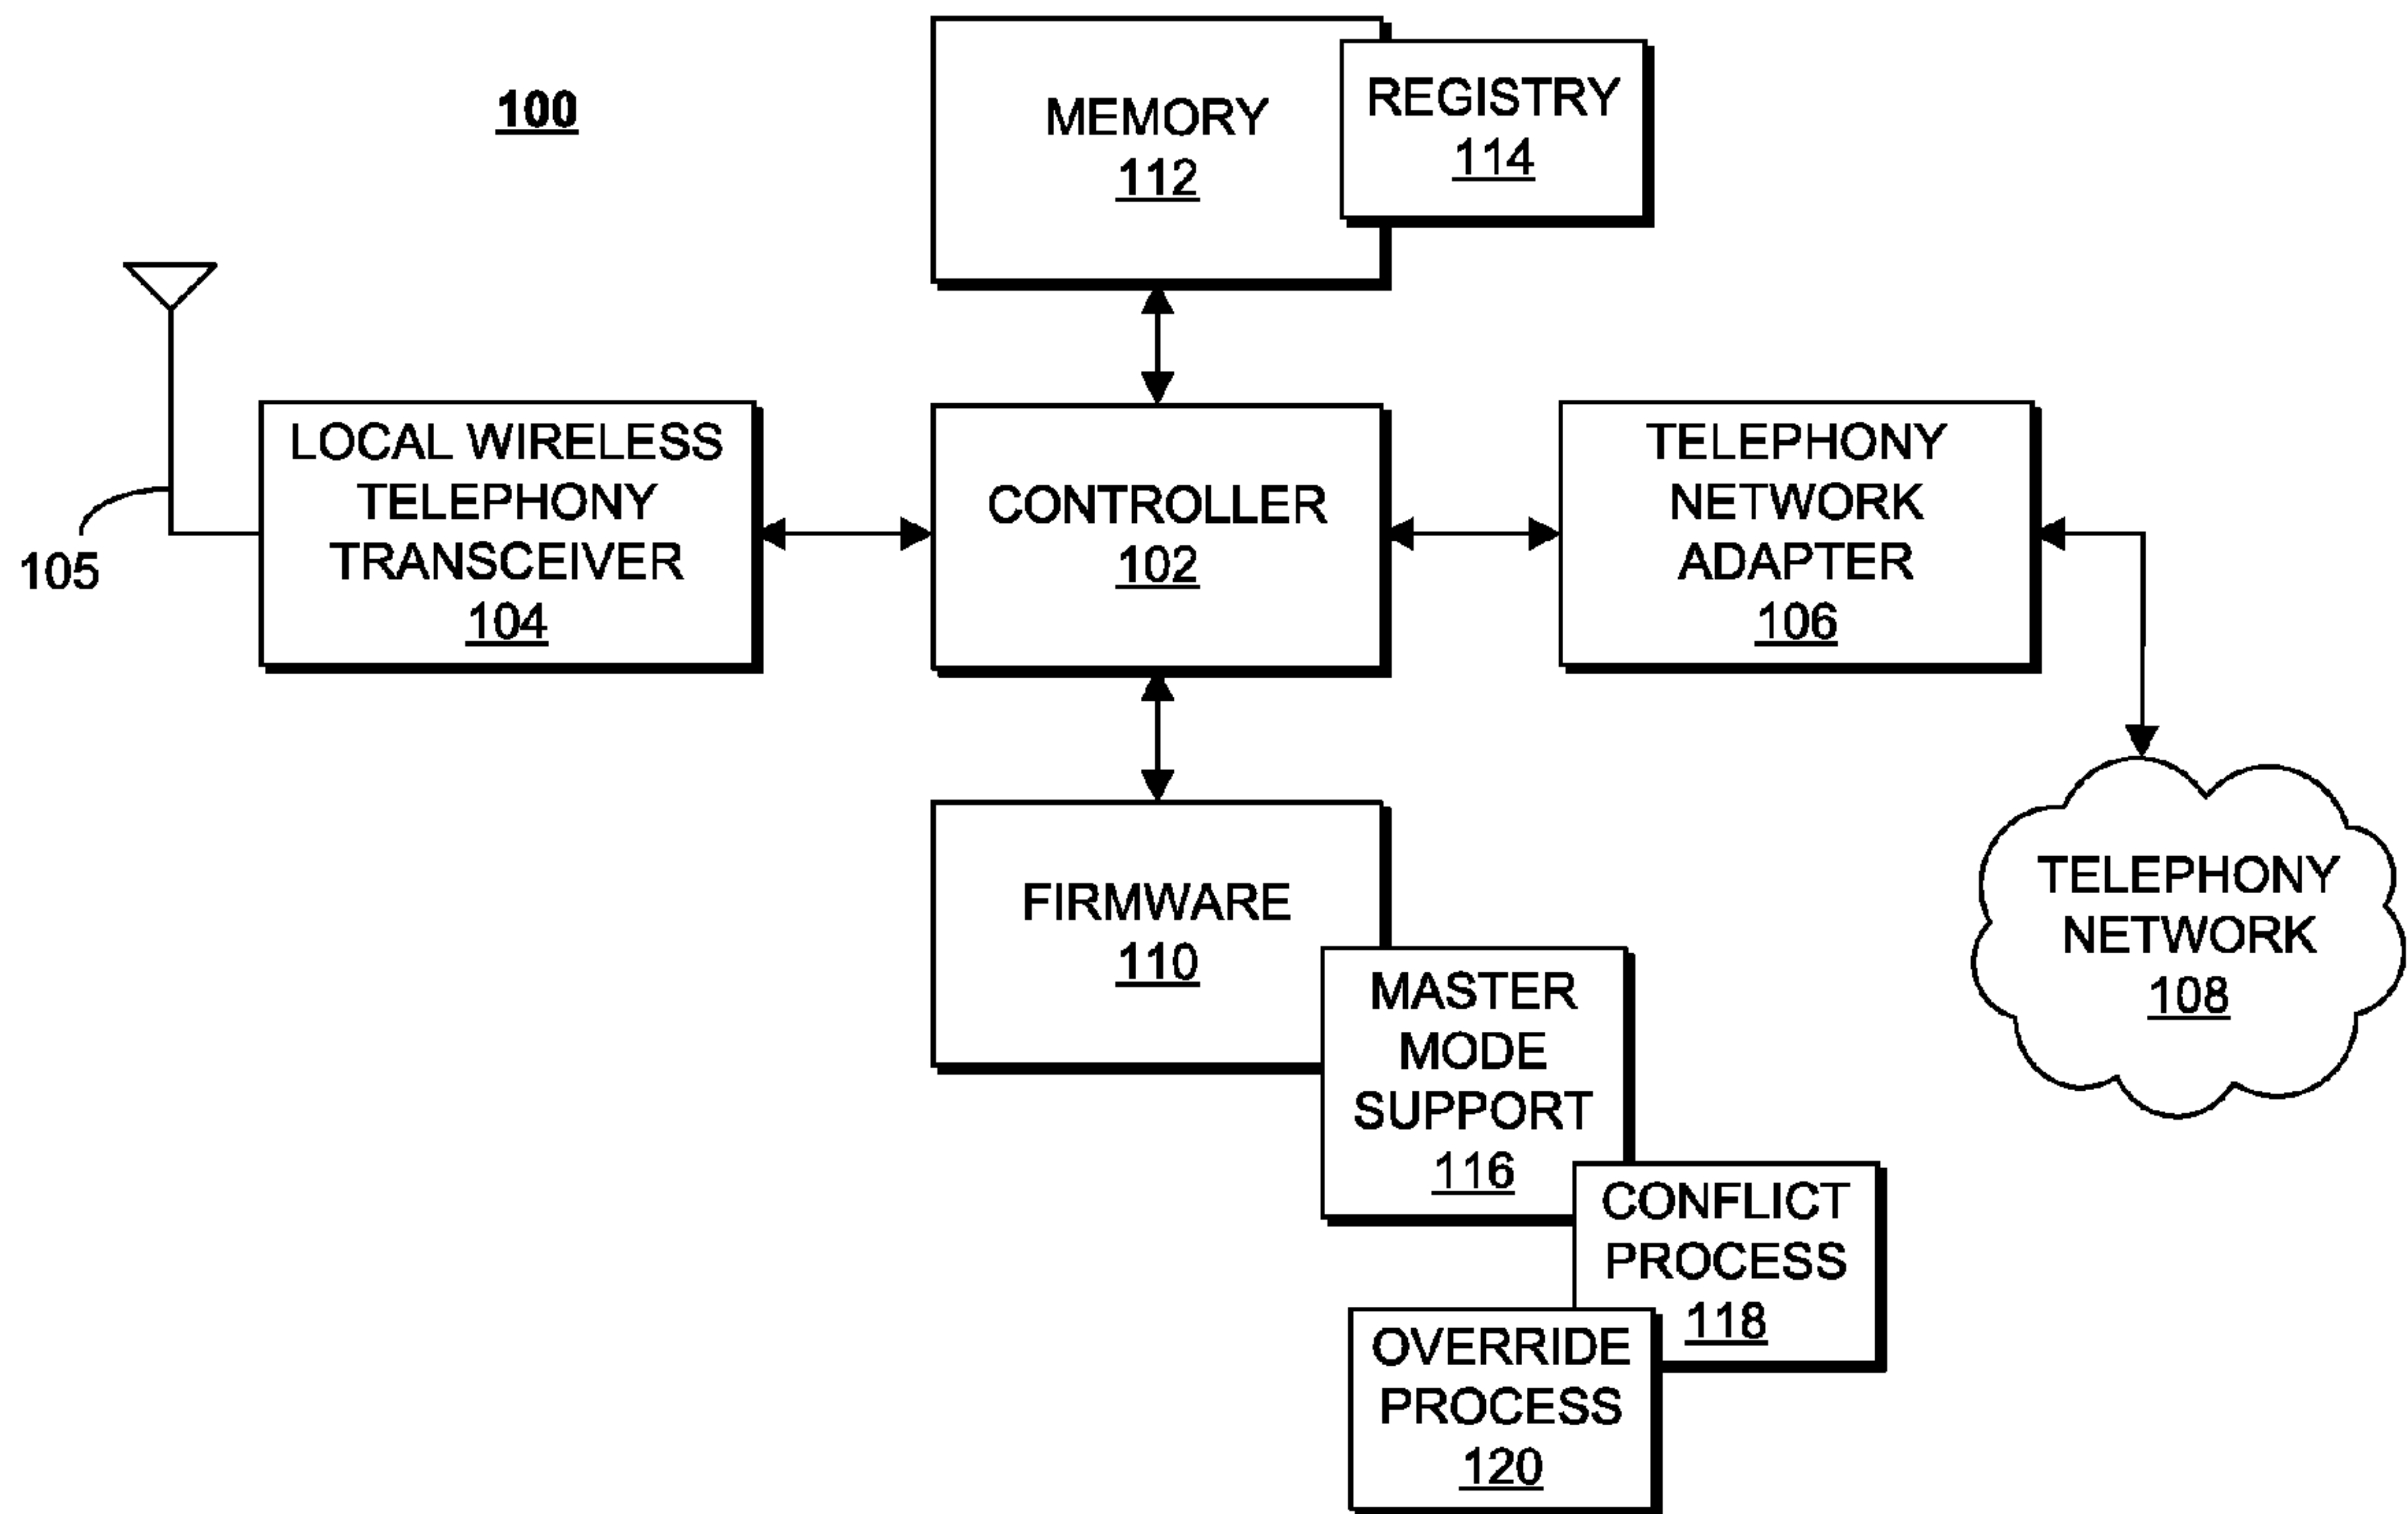 100
MEMORY
112
REGISTRY
114
105
LOCAL WIRELESS
TELEPHONY
TRANSCEIVER
104
CONTROLLER
102
TELEPHONY
NETWORK
ADAPTER
106
TELEPHONY
NETWORK
108
FIRMWARE
110
MASTER
MODE
SUPPORT
116
CONFLICT
PROCESS
118
OVERRIDE
PROCESS
120